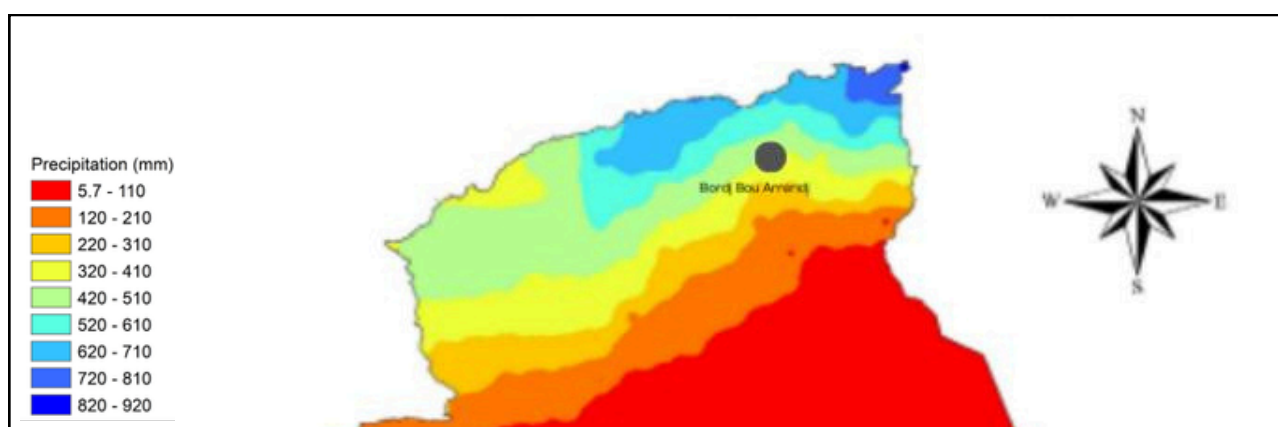 Precipitation (mm)
5.7 - 110
120 - 210
220 - 310
320 - 410
420 - 510
520 - 610
620 - 710
720 - 810
820 - 920
Bordj Bou Arriridj
N
W
E
S